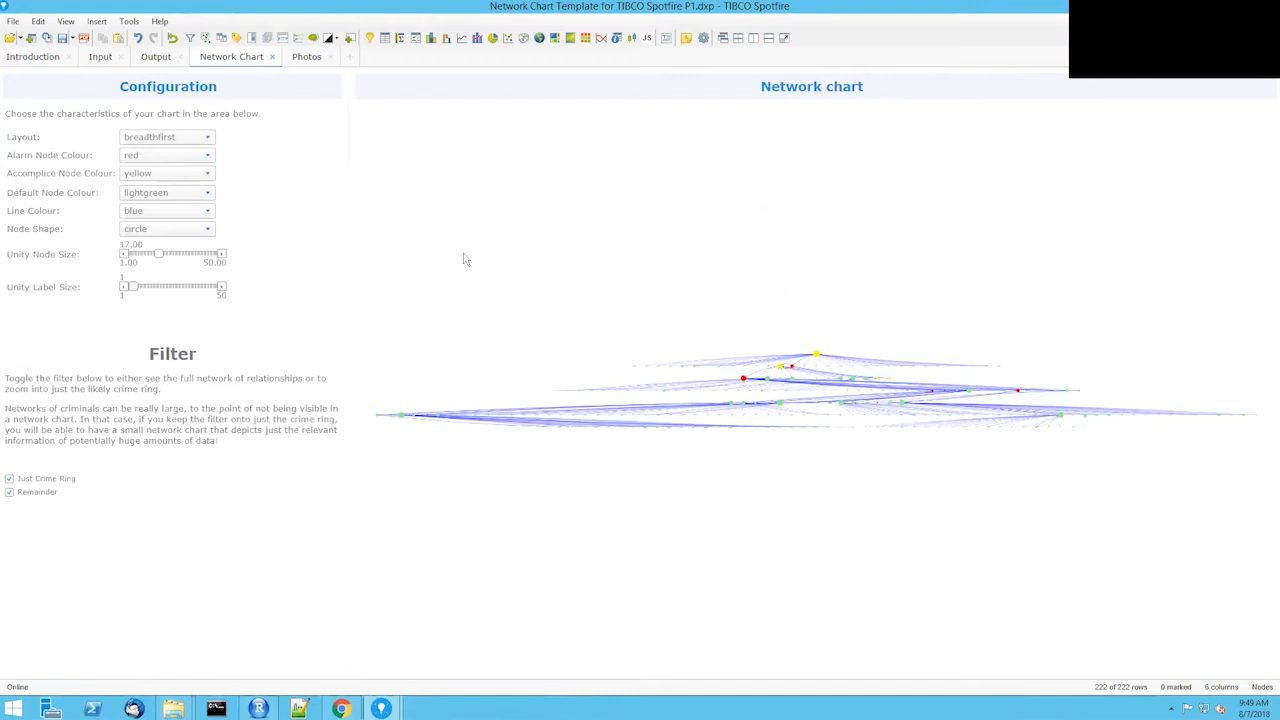 Network Chart Template for TIBCO Spotfire P1.dxp - TIBCO Spotfire
File Edit View Insert Tools Help
JS
Introduction Input Output Network Chart Photos
Configuration
Network chart
Choose the characteristics of your chart in the area below.
Layout: breadthfirst
Alarm Node Colour: red
Accomplice Node Colour: yellow
Default Node Colour: lightgreen
Line Colour: blue
Node Shape: circle
17.00
Unity Node Size:
1.00 50.00
1
Unity Label Size:
1 50
Filter
Toggle the filter below to either see the full network of relationships or to
zoom into just the likely crime ring.
Networks of criminals can be really large, to the point of not being visible in
a network chart. In that case, if you keep the filter onto just the crime ring,
you will be able to have a small network chart that depicts just the relevant
information of potentially huge amounts of data!
Just Crime Ring
Remainder
Online
222 of 222 rows 0 marked 6 columns Nodes
9:49 AM
8/7/2018